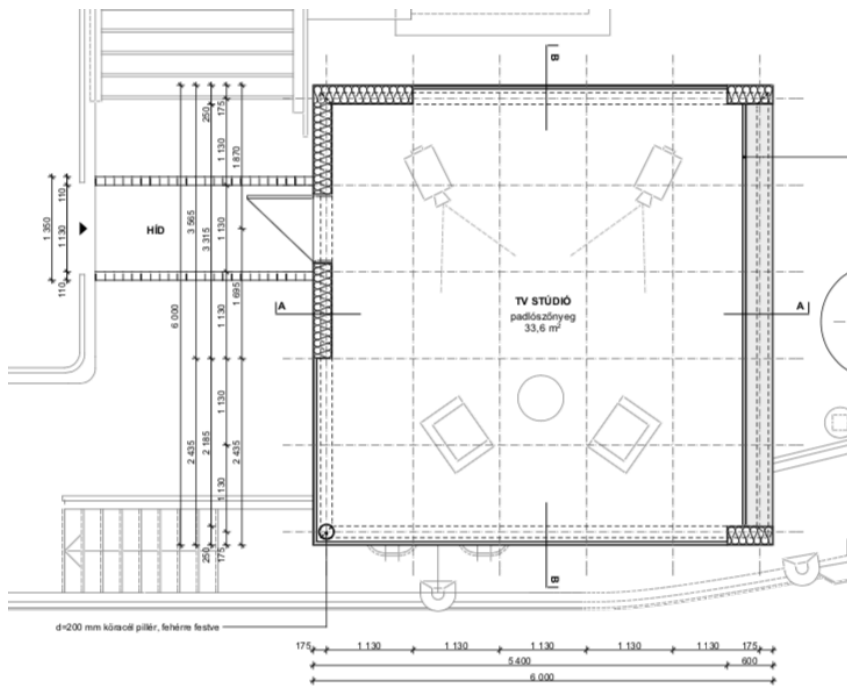 B
175
250
1 130
1 870
110
1 350
1 130
110
HÍD
3 565
3 315
1 130
6 000
1 695
1 130
A
A
TV STÚDIÓ
padlószőnyeg
33,6 m²
1 130
2 435
2 185
2 435
1 130
250
175
B
d=200 mm köracél pillér, fehérre festve
175 1 130 1 130 1 130 1 130 1 130 175
5 400 600
6 000